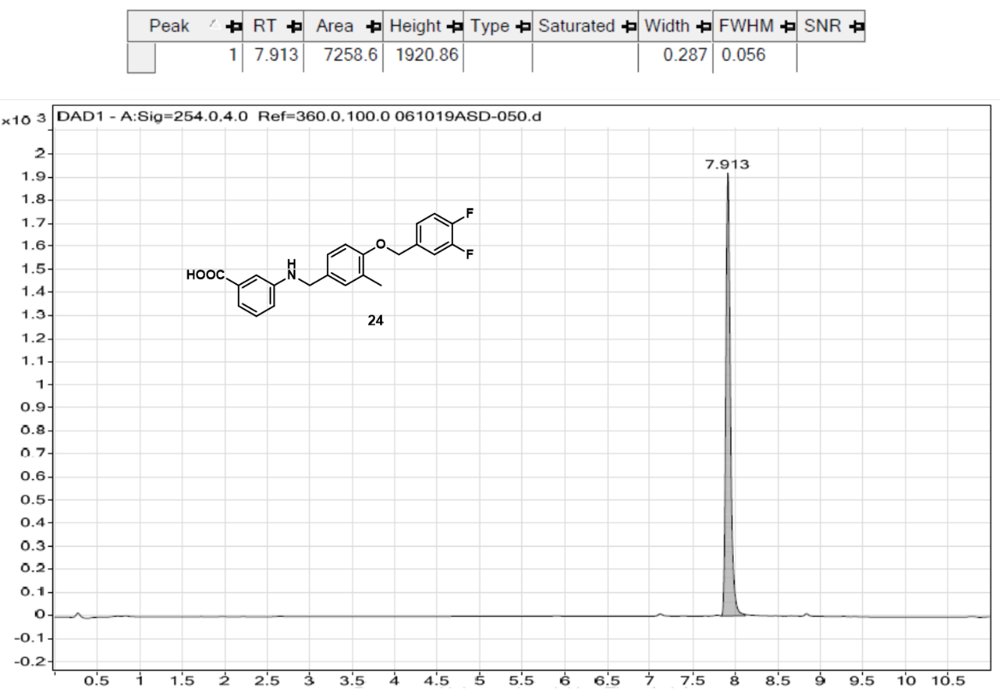 Peak RT Area Height Type Saturated Width FWHM SNR
1 7.913 7258.6 1920.86 0.287 0.056
x10 3 DAD1 - A:Sig=254.0,4.0 Ref=360.0,100.0 061019ASD-050.d
2
7.913
1.9
1.8
1.7
F
1.6
O
F
1.5
H
HOOC
N
1.4
1.3
24
1.2
1.1
1
0.9
0.8
0.7
0.6
0.5
0.4
0.3
0.2
0.1
0
-0.1
-0.2
0.5 1 1.5 2 2.5 3 3.5 4 4.5 5 5.5 6 6.5 7 7.5 8 8.5 9 9.5 10 10.5